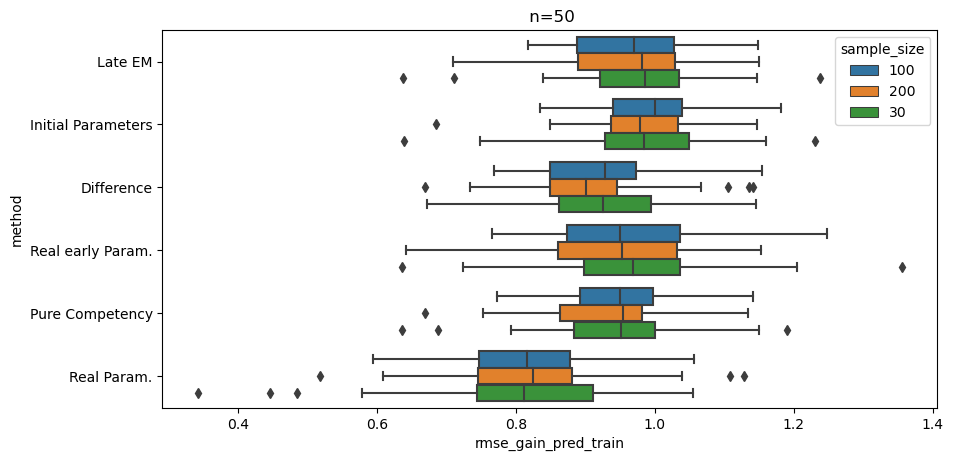 n=50
method
Late EM
Initial Parameters
Difference
Real early Param.
Pure Competency
Real Param.
sample_size
100
200
30
0.4 0.6 0.8 1.0 1.2 1.4
rmse_gain_pred_train